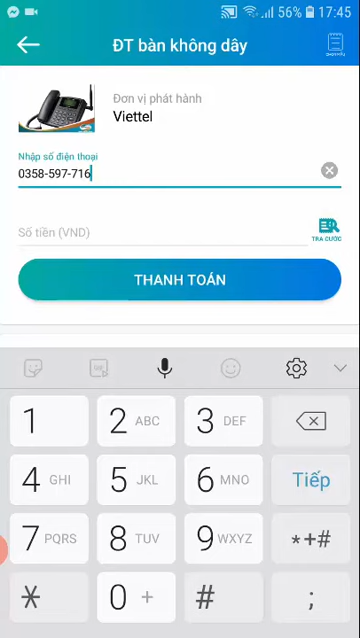 56% 17:45
ĐT bàn không dây
Đơn vị phát hành
Viettel
Nhập số điện thoại
0358-597-716
Số tiền (VND)
TRA CƯỚC
THANH TOÁN
1 2 ABC 3 DEF
4 GHI 5 JKL 6 MNO Tiếp
7 PQRS 8 TUV 9 WXYZ *+#
* 0 + # ;